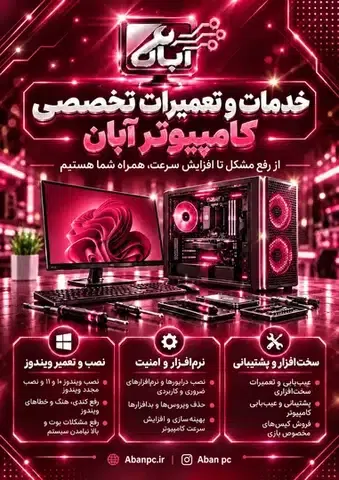 آبان
خدمات و تعمیرات تخصصی
کامپیوتر آبان
از رفع مشکل تا افزایش سرعت، همراه شما هستیم
سخت‌افزار و پشتیبانی
عیب‌یابی و تعمیرات
سخت‌افزاری
پشتیبانی و عیب‌یابی
کامپیوتر
فروش کیس‌های
مخصوص بازی
نرم‌افزار و امنیت
نصب درایورها و نرم‌افزارهای
ضروری و کاربردی
حذف ویروس‌ها و بدافزارها
بهینه‌سازی و افزایش
سرعت کامپیوتر
نصب و تعمیر ویندوز
نصب ویندوز ۱۰ و ۱۱ و نصب
مجدد ویندوز
رفع کندی، هنگ و خطاهای
ویندوز
رفع مشکلات بوت و
بالا نیامدن سیستم
Abanpc.ir
Aban pc